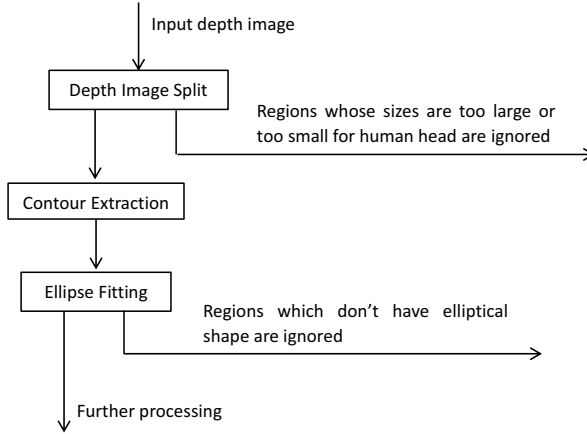 Input depth image
Depth Image Split
Regions whose sizes are too large or
too small for human head are ignored
Contour Extraction
Ellipse Fitting
Regions which don’t have elliptical
shape are ignored
Further processing